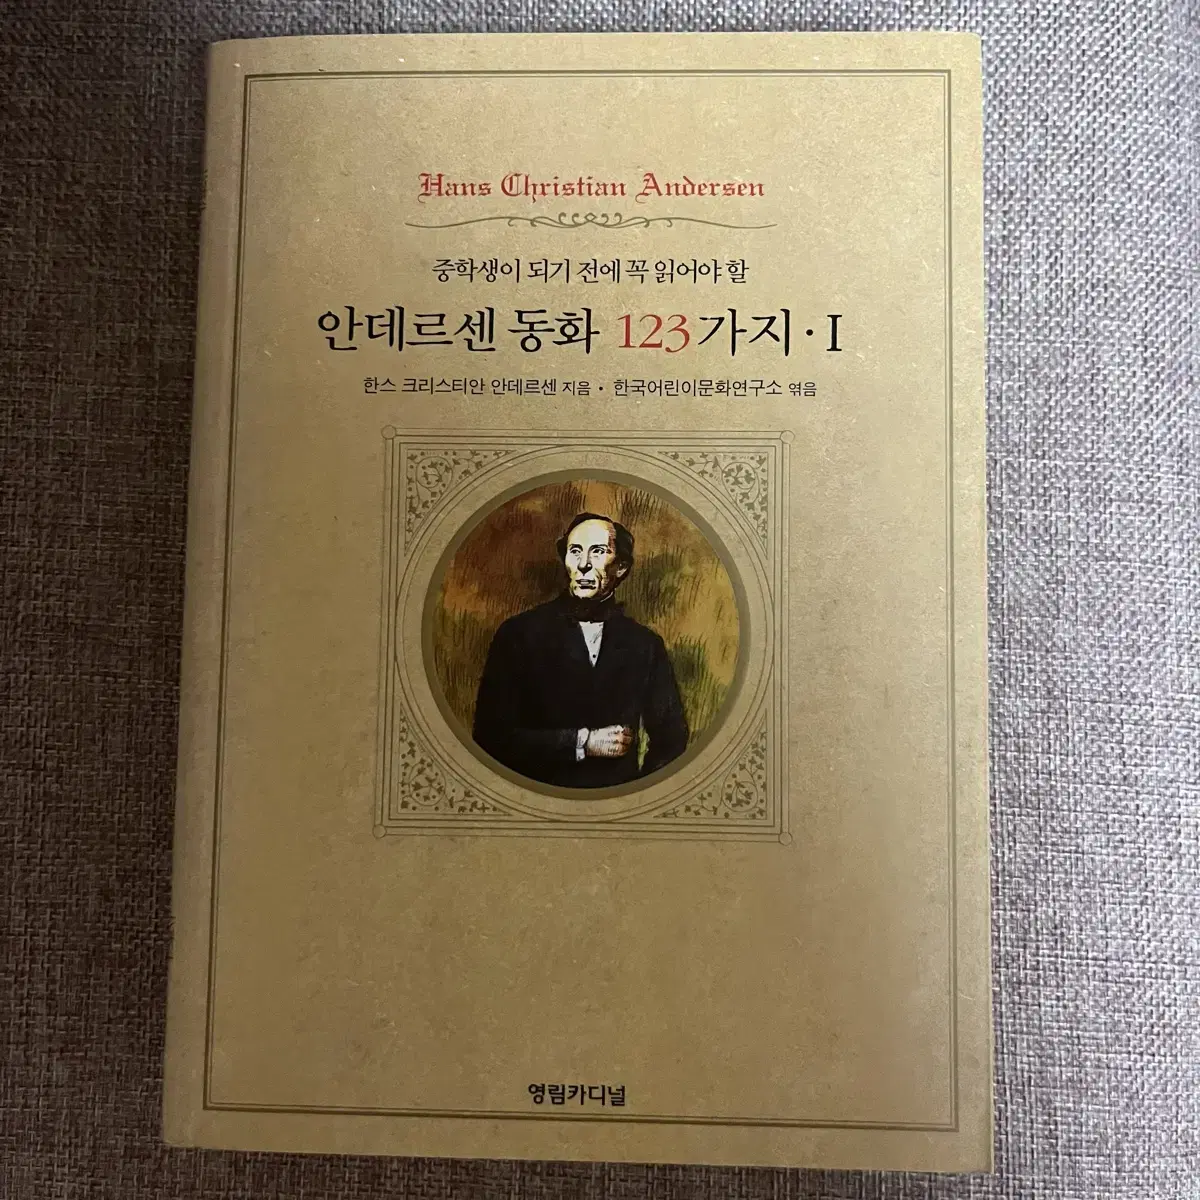 Hans Christian Andersen
중학생이 되기 전에 꼭 읽어야 할
안데르센 동화 123가지·I
한스 크리스티안 안데르센 지음 • 한국어린이문화연구소 엮음
영림카디널